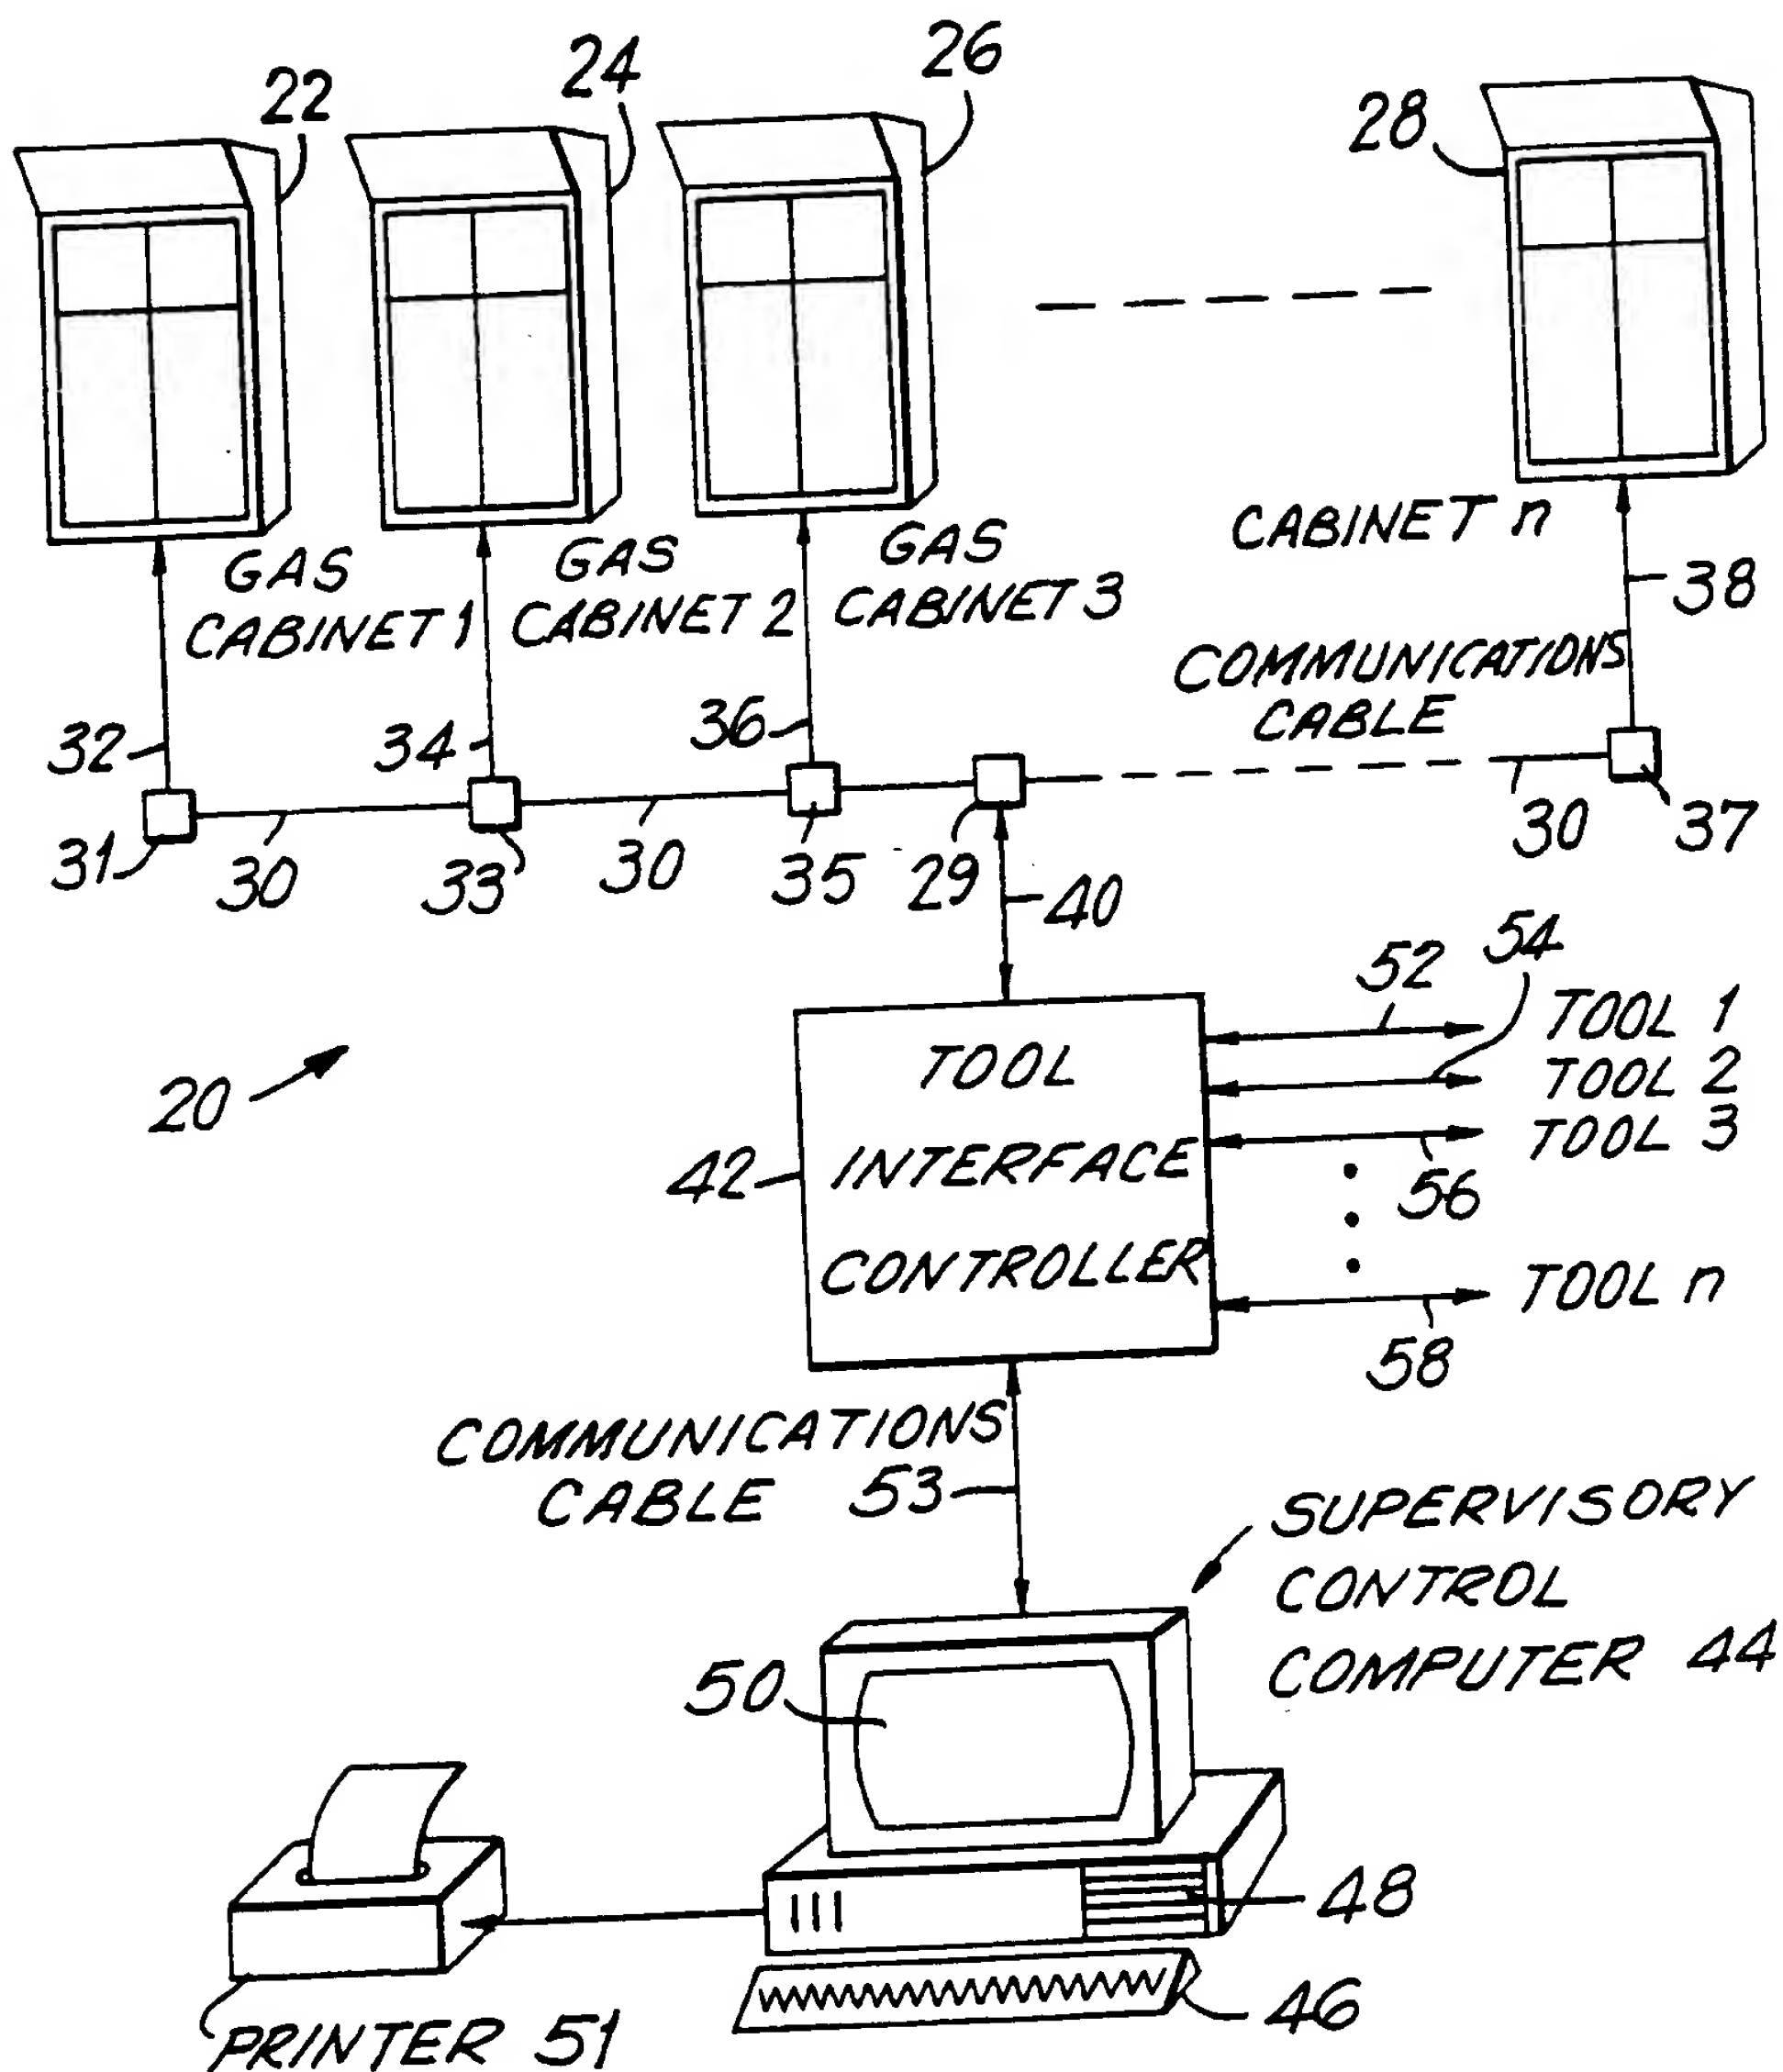 22
24
26
28
GAS
CABINET 1
GAS
CABINET 2
GAS
CABINET 3
CABINET n
38
COMMUNICATIONS
CABLE
32
34
36
31
30
33
30
35
29
30
37
40
20
42
TOOL
INTERFACE
CONTROLLER
52
54
TOOL 1
TOOL 2
TOOL 3
56
TOOL n
58
COMMUNICATIONS
CABLE
53
SUPERVISORY
CONTROL
COMPUTER 44
50
48
46
PRINTER 51